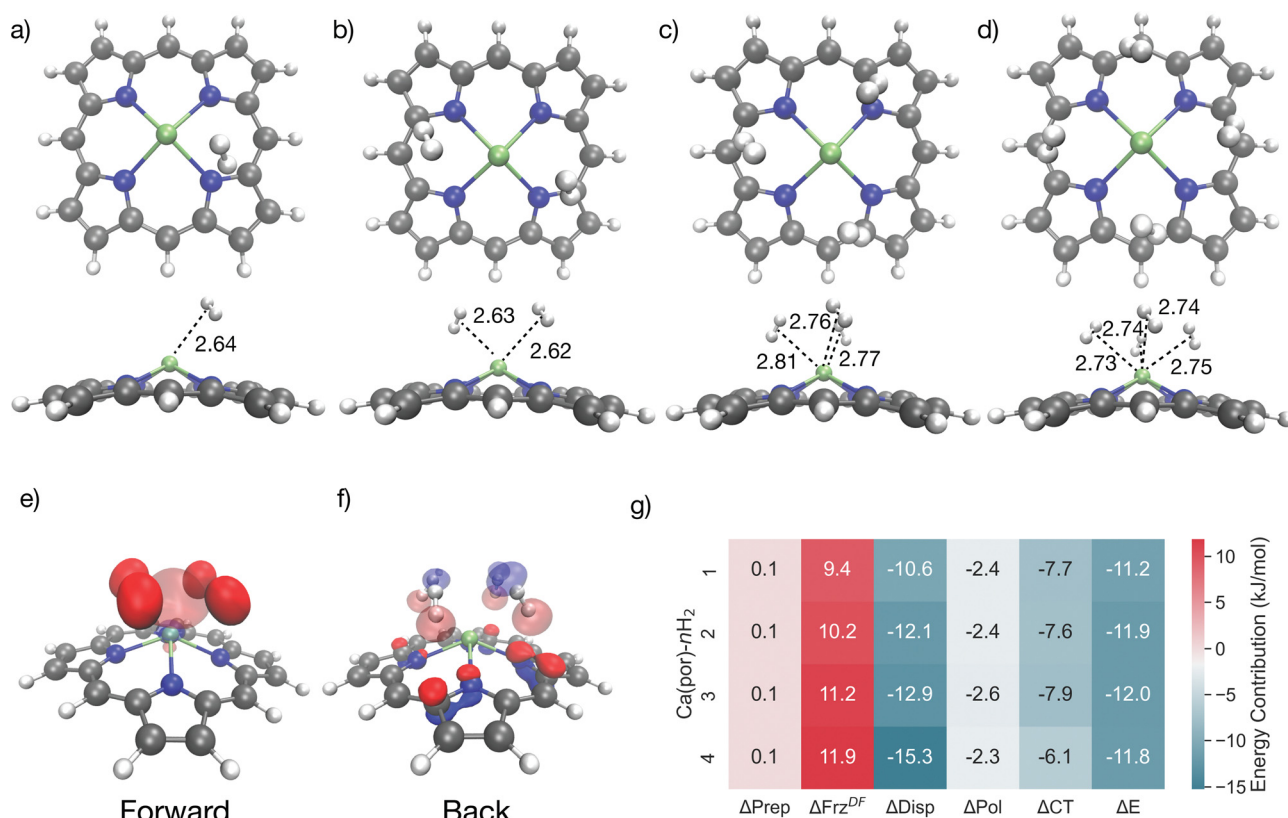 a)
b)
c)
d)
2.64
2.63
2.62
2.76
2.81
2.77
2.74
2.74
2.73
2.75
e)
f)
g)
Forward
Back
Ca(por)-nH₂
1
2
3
4
0.1 9.4 -10.6 -2.4 -7.7 -11.2
0.1 10.2 -12.1 -2.4 -7.6 -11.9
0.1 11.2 -12.9 -2.6 -7.9 -12.0
0.1 11.9 -15.3 -2.3 -6.1 -11.8
ΔPrep ΔFrzᴰᶠ ΔDisp ΔPol ΔCT ΔE
10
5
0
-5
-10
-15
Energy Contribution (kJ/mol)